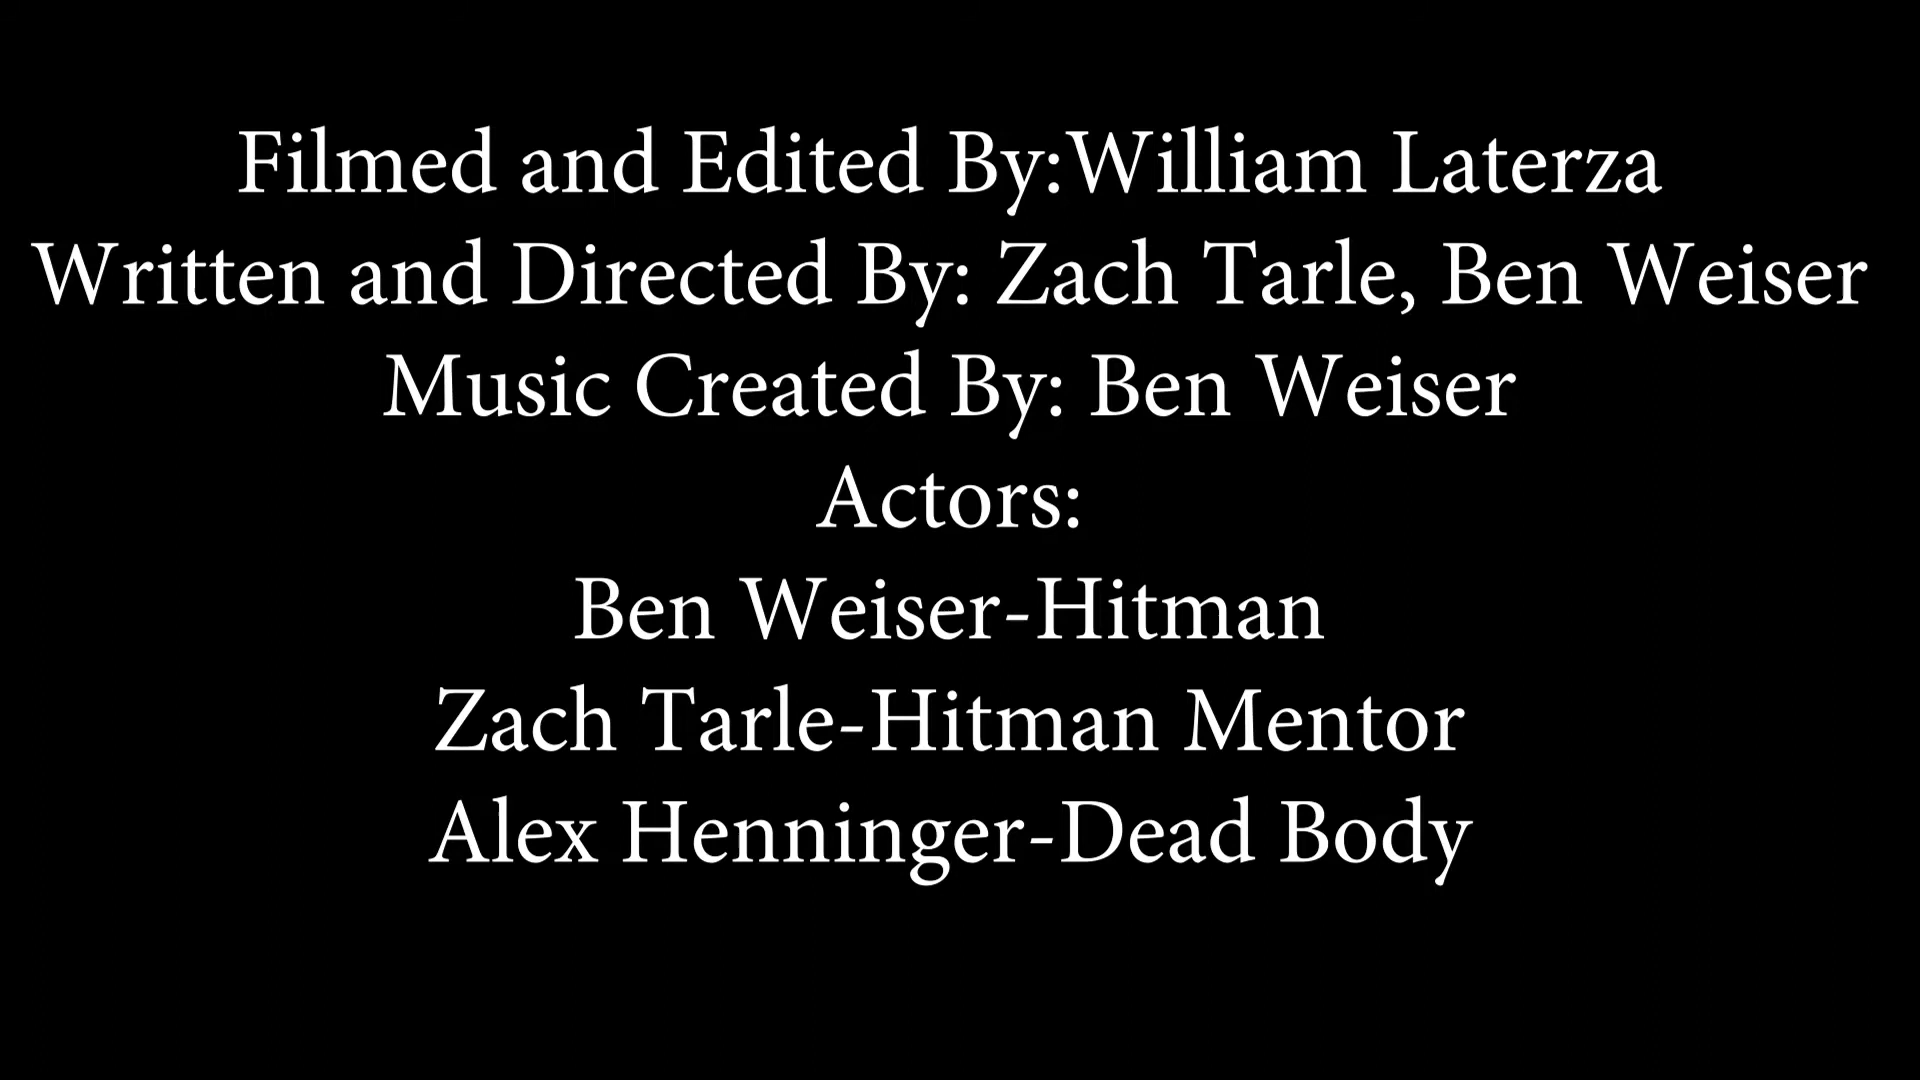 Filmed and Edited By:William Laterza
Written and Directed By: Zach Tarle, Ben Weiser
Music Created By: Ben Weiser
Actors:
Ben Weiser-Hitman
Zach Tarle-Hitman Mentor
Alex Henninger-Dead Body